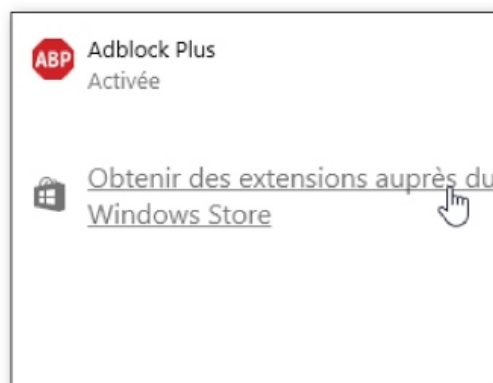 ABP
Adblock Plus
Activée
Obtenir des extensions auprès du
Windows Store